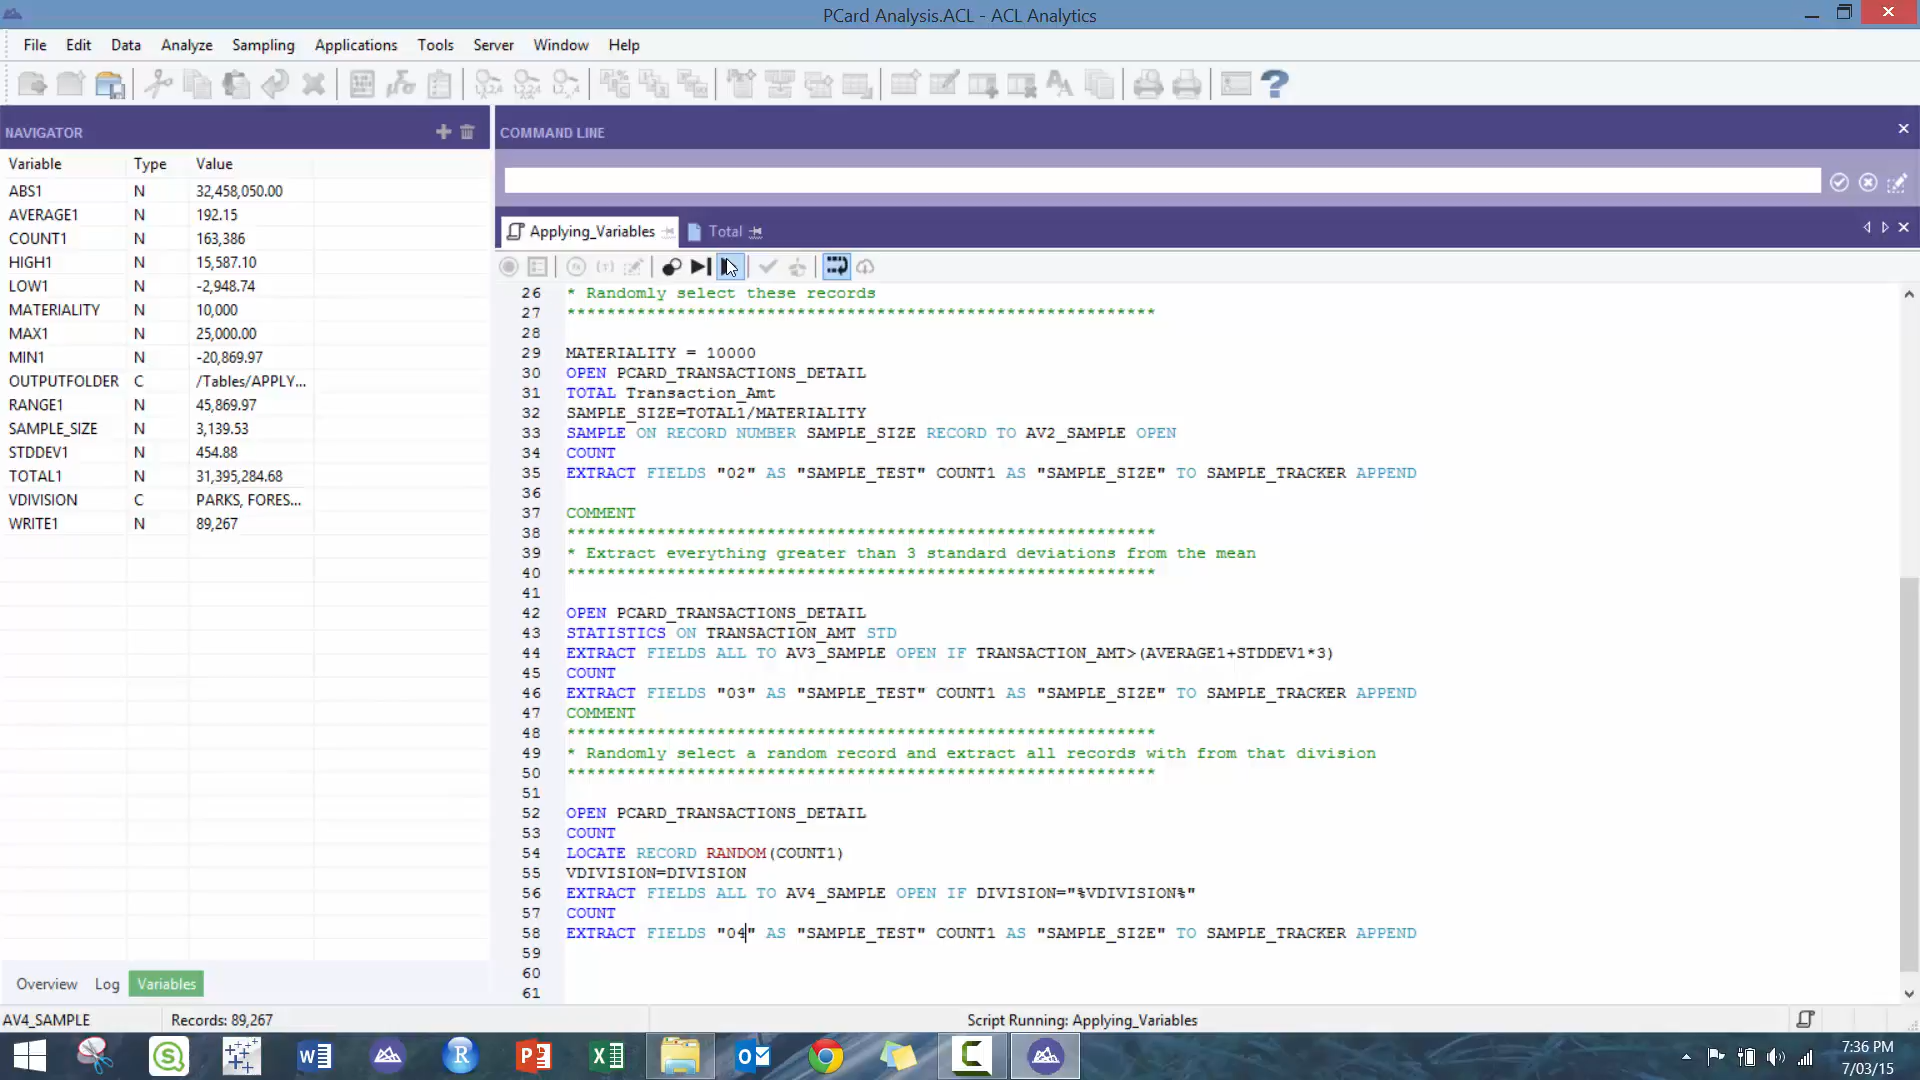 PCard Analysis.ACL - ACL Analytics
File Edit Data Analyze Sampling Applications Tools Server Window Help
NAVIGATOR
COMMAND LINE
Variable Type Value
ABS1 N 32,458,050.00
AVERAGE1 N 192.15
COUNT1 N 163,386
HIGH1 N 15,587.10
LOW1 N -2,948.74
MATERIALITY N 10,000
MAX1 N 25,000.00
MIN1 N -20,869.97
OUTPUTFOLDER C /Tables/APPLY...
RANGE1 N 45,869.97
SAMPLE_SIZE N 3,139.53
STDDEV1 N 454.88
TOTAL1 N 31,395,284.68
VDIVISION C PARKS, FORES...
WRITE1 N 89,267
Applying_Variables Total
26 * Randomly select these records
27 ***********************************************************
28
29 MATERIALITY = 10000
30 OPEN PCARD_TRANSACTIONS_DETAIL
31 TOTAL Transaction_Amt
32 SAMPLE_SIZE=TOTAL1/MATERIALITY
33 SAMPLE ON RECORD NUMBER SAMPLE_SIZE RECORD TO AV2_SAMPLE OPEN
34 COUNT
35 EXTRACT FIELDS "02" AS "SAMPLE_TEST" COUNT1 AS "SAMPLE_SIZE" TO SAMPLE_TRACKER APPEND
36
37 COMMENT
38 ***********************************************************
39 * Extract everything greater than 3 standard deviations from the mean
40 ***********************************************************
41
42 OPEN PCARD_TRANSACTIONS_DETAIL
43 STATISTICS ON TRANSACTION_AMT STD
44 EXTRACT FIELDS ALL TO AV3_SAMPLE OPEN IF TRANSACTION_AMT>(AVERAGE1+STDDEV1*3)
45 COUNT
46 EXTRACT FIELDS "03" AS "SAMPLE_TEST" COUNT1 AS "SAMPLE_SIZE" TO SAMPLE_TRACKER APPEND
47 COMMENT
48 ***********************************************************
49 * Randomly select a random record and extract all records with from that division
50 ***********************************************************
51
52 OPEN PCARD_TRANSACTIONS_DETAIL
53 COUNT
54 LOCATE RECORD RANDOM(COUNT1)
55 VDIVISION=DIVISION
56 EXTRACT FIELDS ALL TO AV4_SAMPLE OPEN IF DIVISION="%VDIVISION%"
57 COUNT
58 EXTRACT FIELDS "04" AS "SAMPLE_TEST" COUNT1 AS "SAMPLE_SIZE" TO SAMPLE_TRACKER APPEND
59
60
61
Overview Log Variables
AV4_SAMPLE Records: 89,267 Script Running: Applying_Variables
7:36 PM
7/03/15